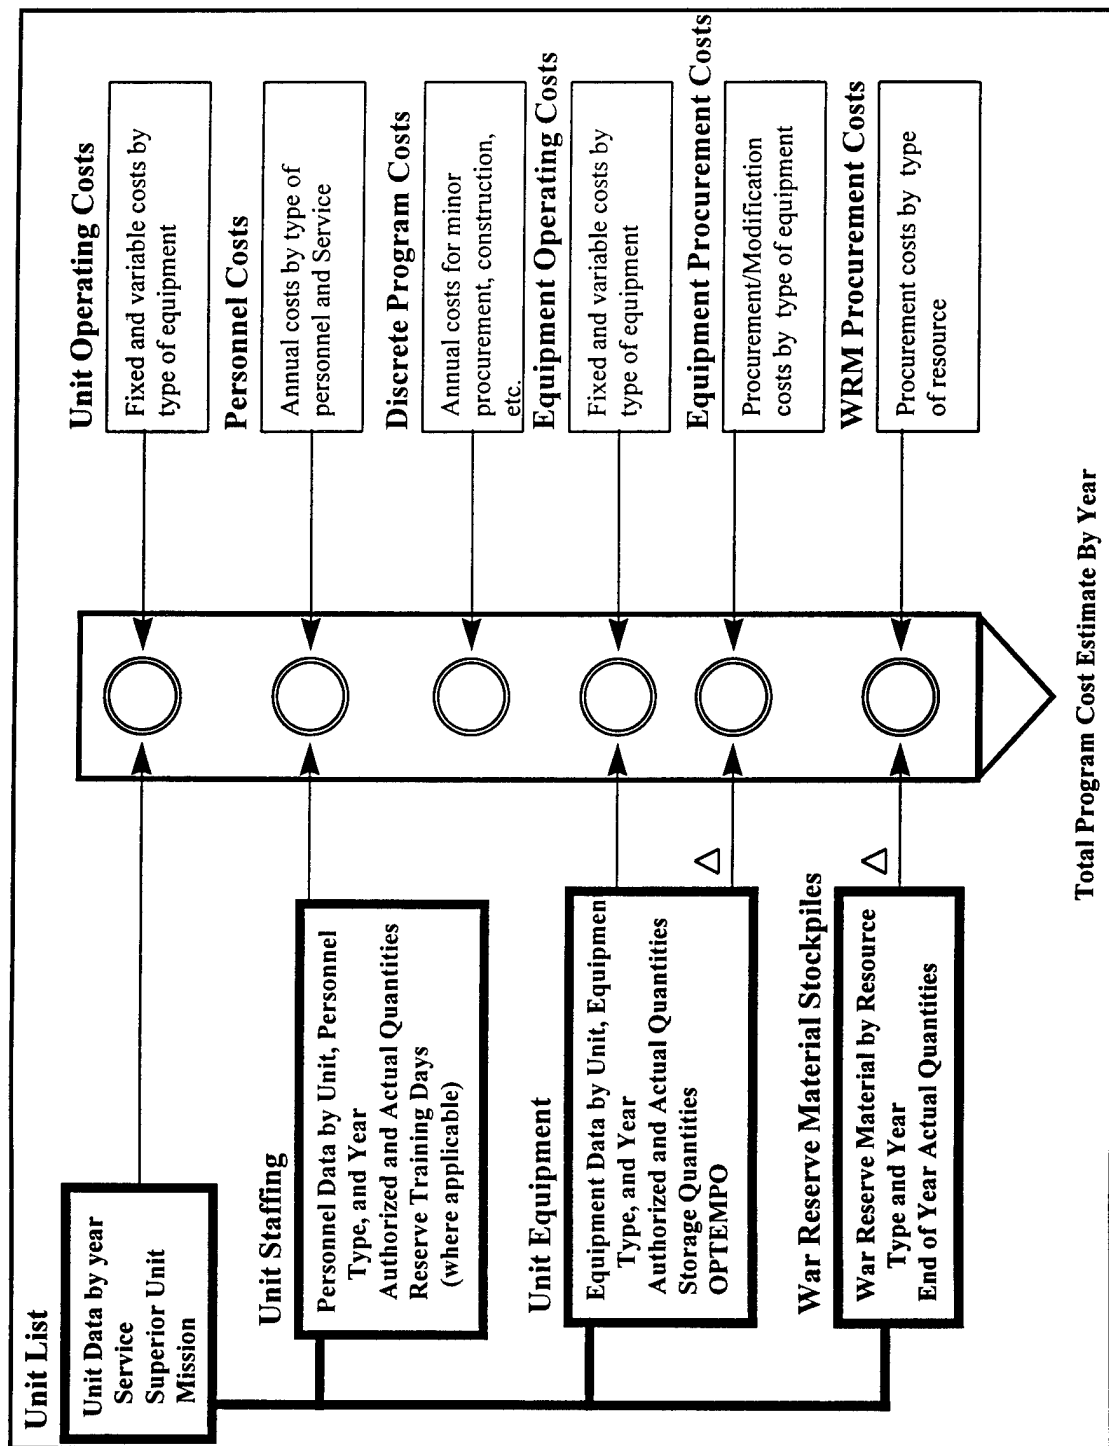 Unit List
Unit Data by year
Service
Superior Unit
Mission
Unit Staffing
Personnel Data by Unit, Personnel
Type, and Year
Authorized and Actual Quantities
Reserve Training Days
(where applicable)
Unit Equipment
Equipment Data by Unit, Equipmen
Type, and Year
Authorized and Actual Quantities
Storage Quantities
OPTEMPO
War Reserve Material Stockpiles
War Reserve Material by Resource
Type and Year
End of Year Actual Quantities
Δ
Δ
Unit Operating Costs
Fixed and variable costs by
type of equipment
Personnel Costs
Annual costs by type of
personnel and Service
Discrete Program Costs
Annual costs for minor
procurement, construction,
etc.
Equipment Operating Costs
Fixed and variable costs by
type of equipment
Equipment Procurement Costs
Procurement/Modification
costs by type of equipment
WRM Procurement Costs
Procurement costs by type
of resource
Total Program Cost Estimate By Year